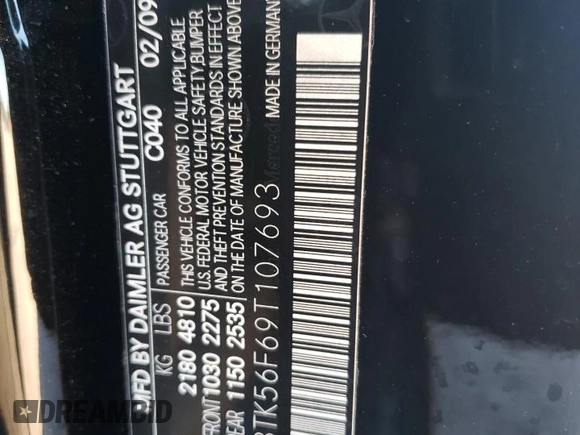 MFD BY DAIMLER AG STUTTGART
C040 02/09
KG LBS PASSENGER CAR
2180 4810 THIS VEHICLE CONFORMS TO ALL APPLICABLE
U.S. FEDERAL MOTOR VEHICLE SAFETY, BUMPER
FRONT 1030 2275 AND THEFT PREVENTION STANDARDS IN EFFECT
EAR 1150 2535 ON THE DATE OF MANUFACTURE SHOWN ABOVE
TK56F69T107693
MADE IN GERMANY
DREAMBID